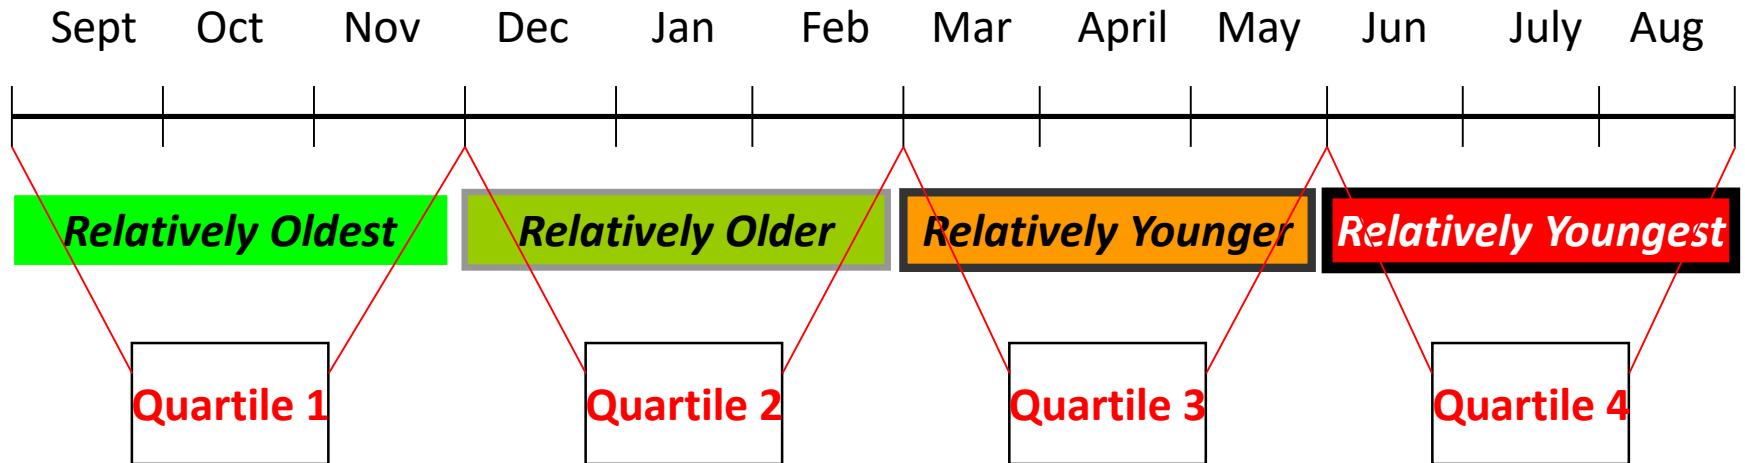 Sept Oct Nov Dec Jan Feb Mar April May Jun July Aug
Relatively Oldest Relatively Older Relatively Younger Relatively Youngest
Quartile 1 Quartile 2 Quartile 3 Quartile 4